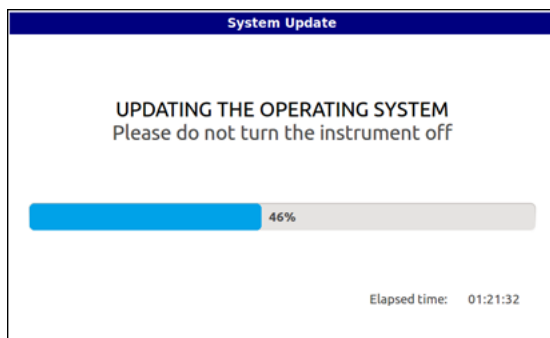 System Update
UPDATING THE OPERATING SYSTEM
Please do not turn the instrument off
46%
Elapsed time: 01:21:32